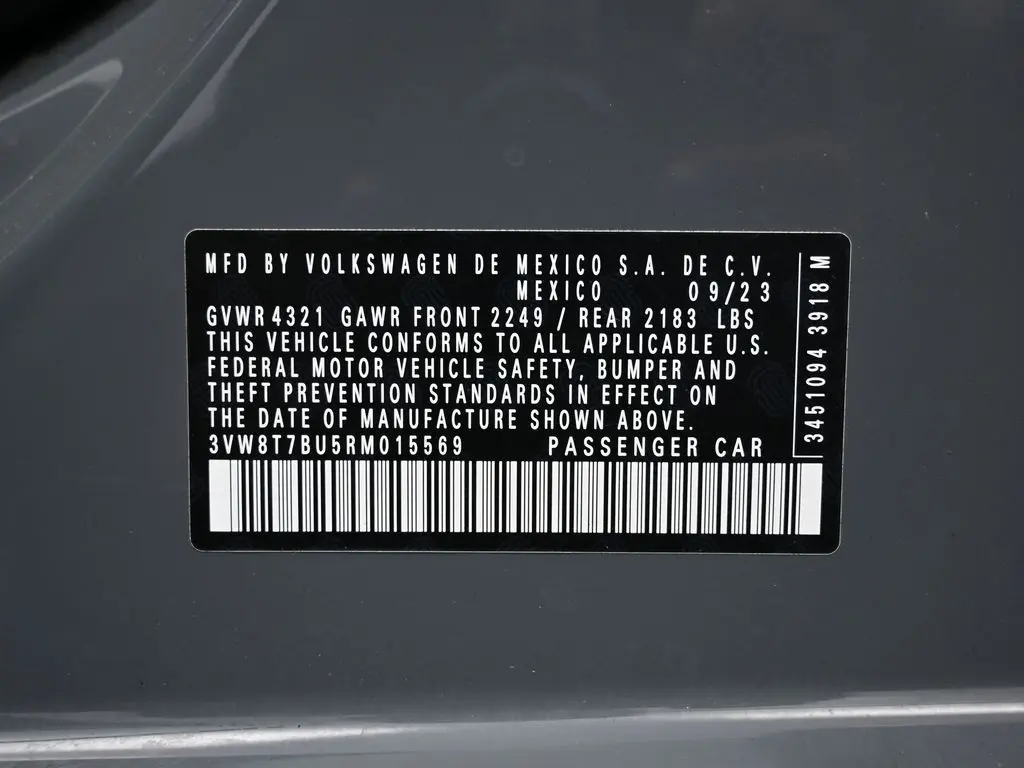 MFD BY VOLKSWAGEN DE MEXICO S.A. DE C.V.
MEXICO 09/23
GVWR 4321 GAWR FRONT 2249 / REAR 2183 LBS
THIS VEHICLE CONFORMS TO ALL APPLICABLE U.S.
FEDERAL MOTOR VEHICLE SAFETY, BUMPER AND
THEFT PREVENTION STANDARDS IN EFFECT ON
THE DATE OF MANUFACTURE SHOWN ABOVE.
3VW8T7BU5RM015569 PASSENGER CAR
3451094 3918 M